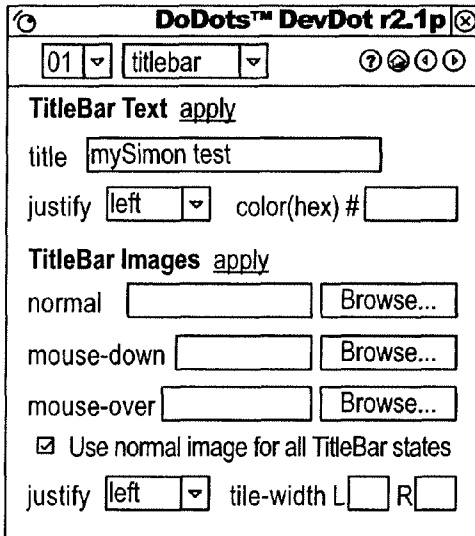 DoDots™ DevDot r2.1p
01 titlebar ?
TitleBar Text apply
title mySimon test
justify left color(hex) #
TitleBar Images apply
normal Browse...
mouse-down Browse...
mouse-over Browse...
Use normal image for all TitleBar states
justify left tile-width L R